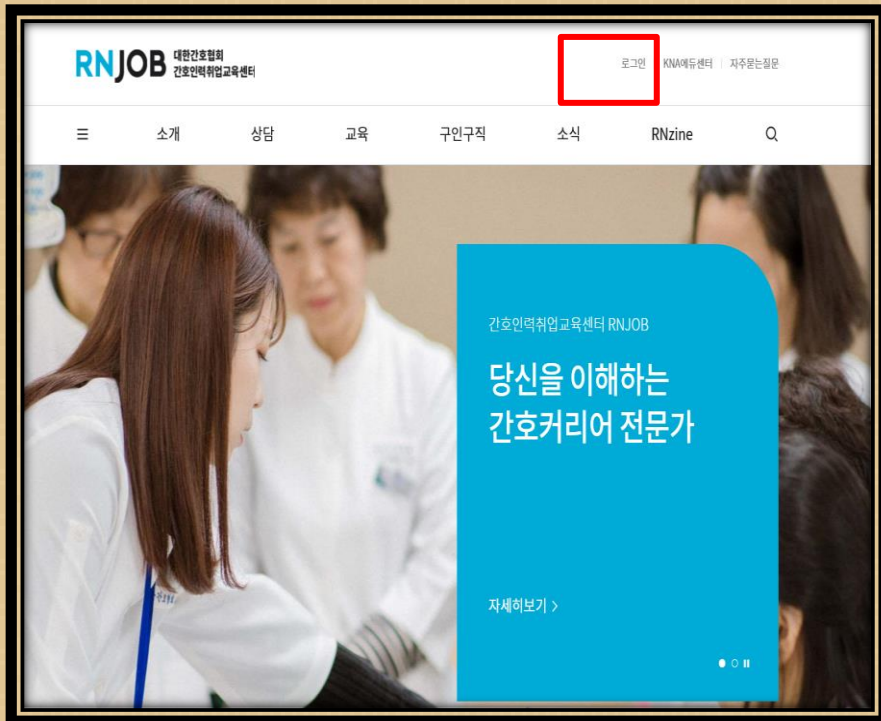 RNJOB 대한간호협회
간호인력취업교육센터
로그인 KNA에듀센터 자주묻는질문
소개 상담 교육 구인구직 소식 RNzine
간호인력취업교육센터 RNJOB
당신을 이해하는
간호커리어 전문가
자세히보기 >